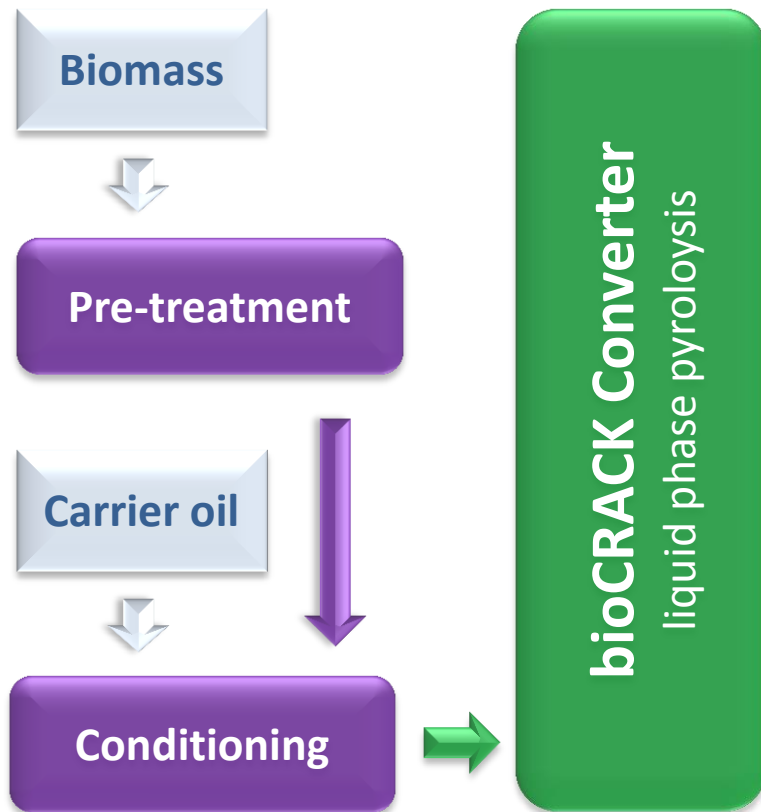 Biomass
Pre-treatment
Carrier oil
Conditioning
bioCRACK Converter
liquid phase pyroloysis